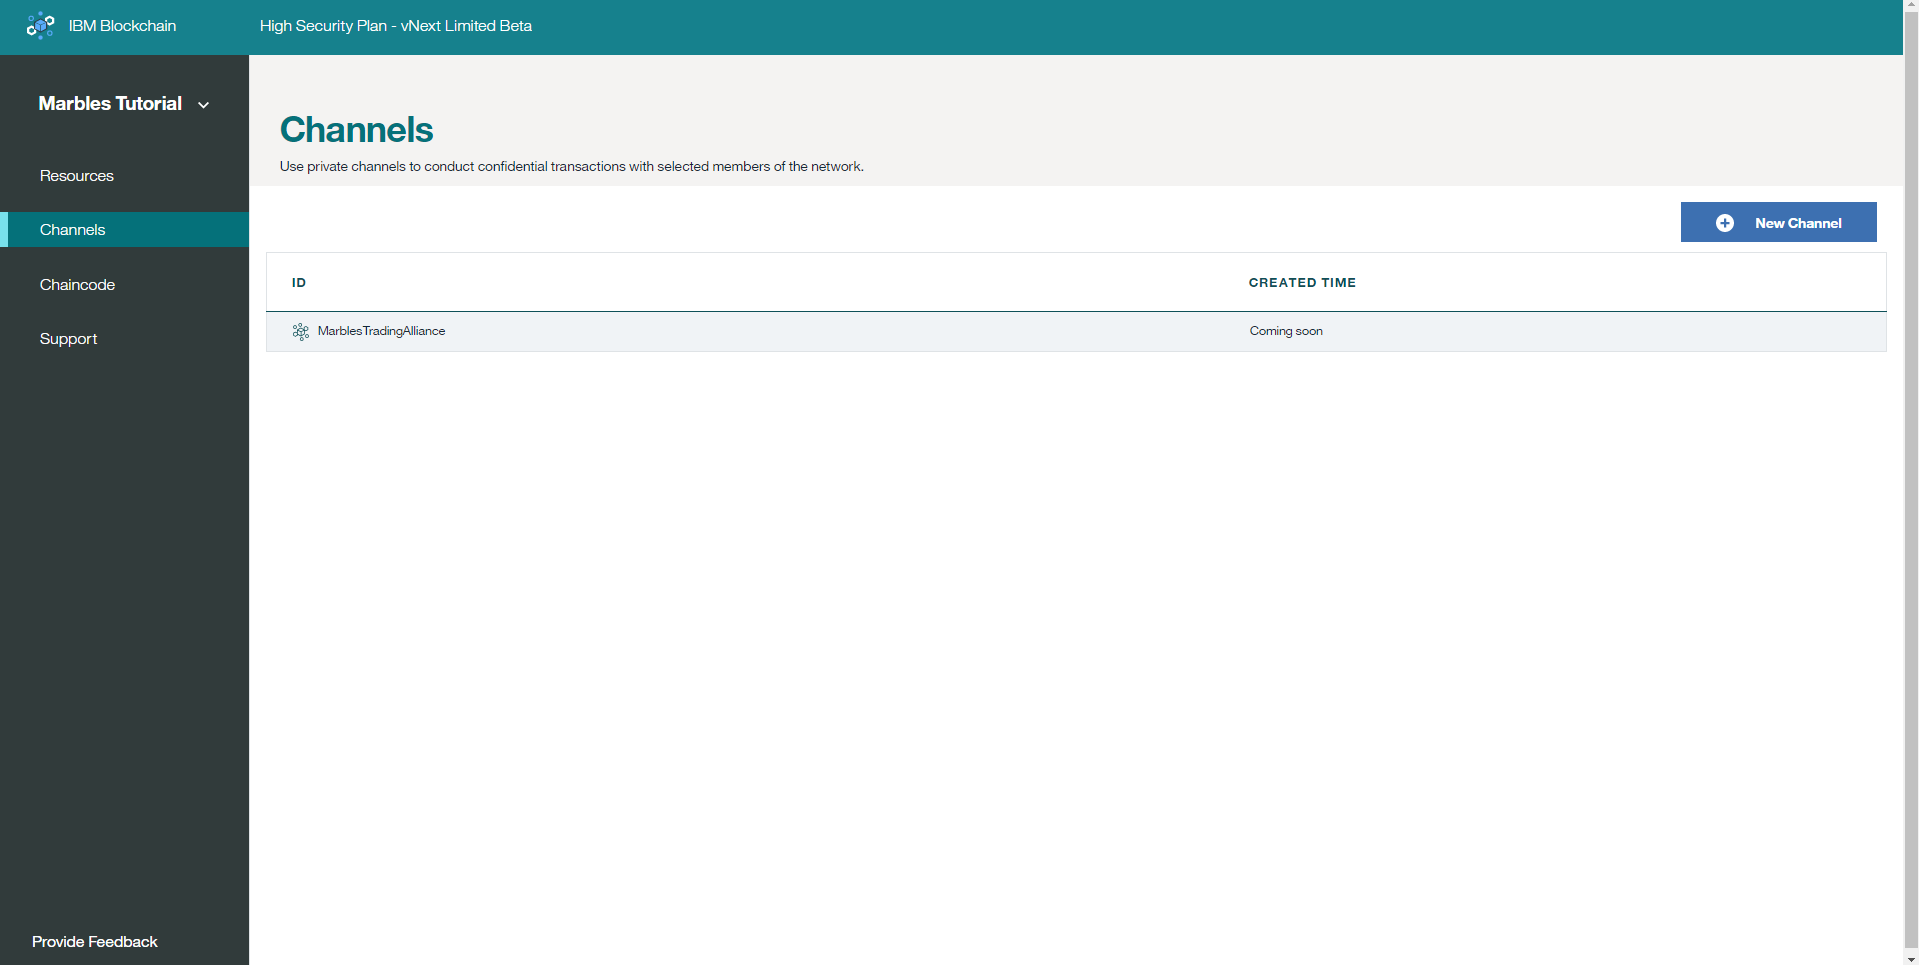 IBM Blockchain
High Security Plan - vNext Limited Beta
Marbles Tutorial
Resources
Channels
Chaincode
Support
Provide Feedback
Channels
Use private channels to conduct confidential transactions with selected members of the network.
New Channel
ID CREATED TIME
MarblesTradingAlliance Coming soon